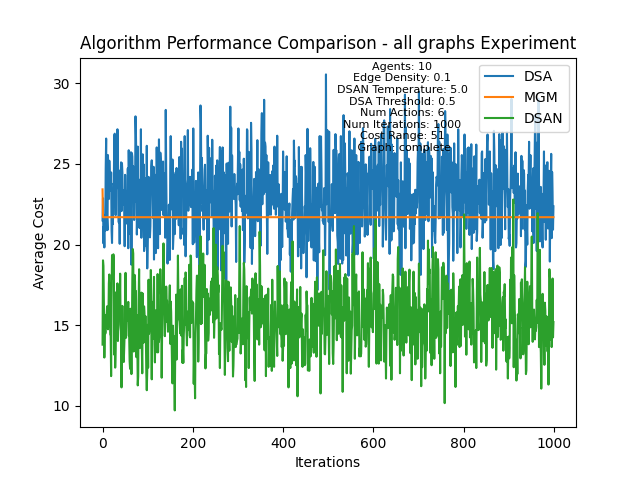 Algorithm Performance Comparison - all graphs Experiment
Agents: 10
Edge Density: 0.1
DSAN Temperature: 5.0
DSA Threshold: 0.5
Num Actions: 6
Num Iterations: 1000
Cost Range: 51
Graph: complete
DSA
MGM
DSAN
30
25
20
15
10
Average Cost
0
200
400
600
800
1000
Iterations